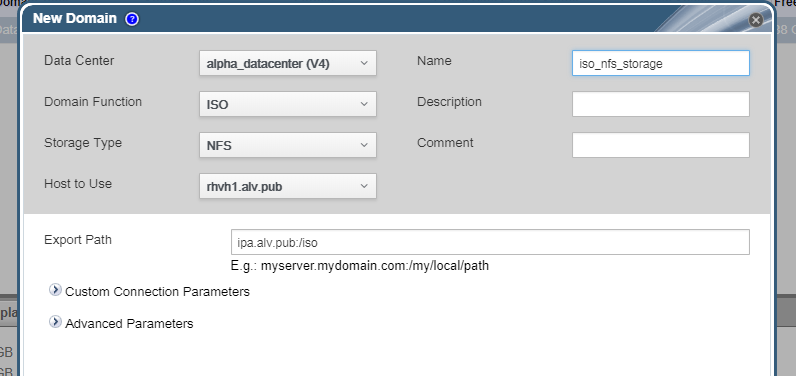 New Domain ?
Data Center alpha_datacenter (V4) Name iso_nfs_storage
Domain Function ISO Description
Storage Type NFS Comment
Host to Use rhvh1.alv.pub
Export Path ipa.alv.pub:/iso
E.g.: myserver.mydomain.com:/my/local/path
Custom Connection Parameters
Advanced Parameters
GB
GB